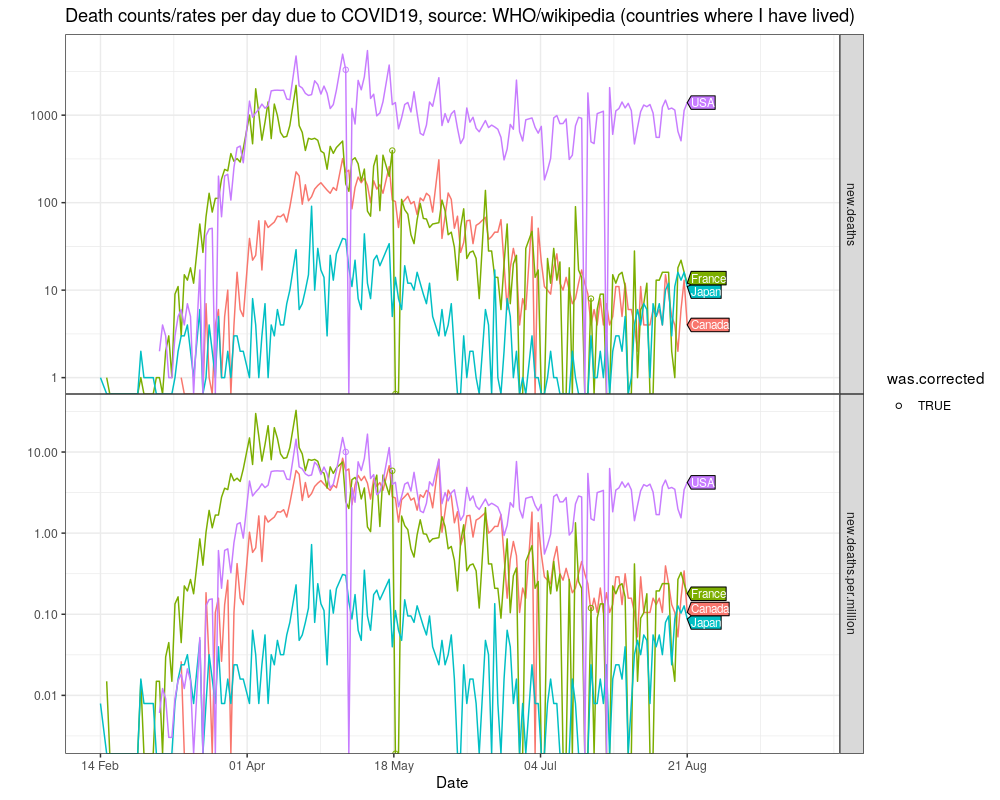 Death counts/rates per day due to COVID19, source: WHO/wikipedia (countries where I have lived)
1000
100
10
1
USA
France
Japan
Canada
new.deaths
10.00
1.00
0.10
0.01
USA
France
Canada
Japan
new.deaths.per.million
14 Feb
01 Apr
18 May
04 Jul
21 Aug
Date
was.corrected
TRUE